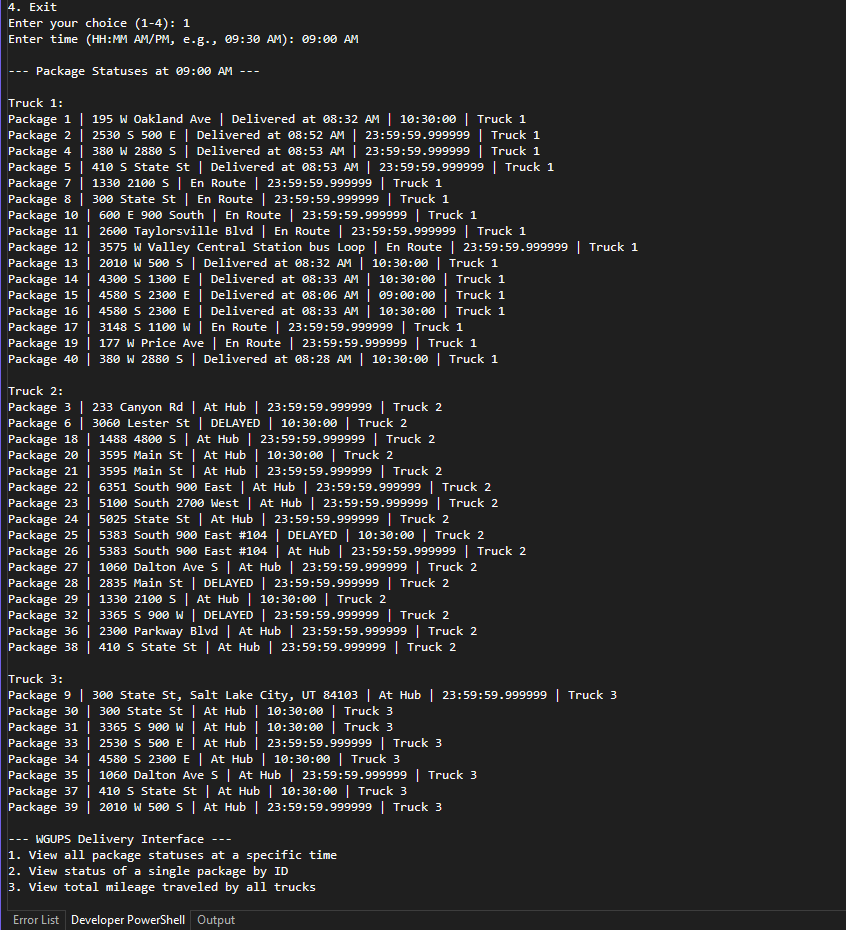 4. Exit
Enter your choice (1-4): 1
Enter time (HH:MM AM/PM, e.g., 09:30 AM): 09:00 AM
--- Package Statuses at 09:00 AM ---
Truck 1:
Package 1 | 195 W Oakland Ave | Delivered at 08:32 AM | 10:30:00 | Truck 1
Package 2 | 2530 S 500 E | Delivered at 08:52 AM | 23:59:59.999999 | Truck 1
Package 4 | 380 W 2880 S | Delivered at 08:53 AM | 23:59:59.999999 | Truck 1
Package 5 | 410 S State St | Delivered at 08:53 AM | 23:59:59.999999 | Truck 1
Package 7 | 1330 2100 S | En Route | 23:59:59.999999 | Truck 1
Package 8 | 300 State St | En Route | 23:59:59.999999 | Truck 1
Package 10 | 600 E 900 South | En Route | 23:59:59.999999 | Truck 1
Package 11 | 2600 Taylorsville Blvd | En Route | 23:59:59.999999 | Truck 1
Package 12 | 3575 W Valley Central Station bus Loop | En Route | 23:59:59.999999 | Truck 1
Package 13 | 2010 W 500 S | Delivered at 08:32 AM | 10:30:00 | Truck 1
Package 14 | 4300 S 1300 E | Delivered at 08:33 AM | 10:30:00 | Truck 1
Package 15 | 4580 S 2300 E | Delivered at 08:06 AM | 09:00:00 | Truck 1
Package 16 | 4580 S 2300 E | Delivered at 08:33 AM | 10:30:00 | Truck 1
Package 17 | 3148 S 1100 W | En Route | 23:59:59.999999 | Truck 1
Package 19 | 177 W Price Ave | En Route | 23:59:59.999999 | Truck 1
Package 40 | 380 W 2880 S | Delivered at 08:28 AM | 10:30:00 | Truck 1
Truck 2:
Package 3 | 233 Canyon Rd | At Hub | 23:59:59.999999 | Truck 2
Package 6 | 3060 Lester St | DELAYED | 10:30:00 | Truck 2
Package 18 | 1488 4800 S | At Hub | 23:59:59.999999 | Truck 2
Package 20 | 3595 Main St | At Hub | 10:30:00 | Truck 2
Package 21 | 3595 Main St | At Hub | 23:59:59.999999 | Truck 2
Package 22 | 6351 South 900 East | At Hub | 23:59:59.999999 | Truck 2
Package 23 | 5100 South 2700 West | At Hub | 23:59:59.999999 | Truck 2
Package 24 | 5025 State St | At Hub | 23:59:59.999999 | Truck 2
Package 25 | 5383 South 900 East #104 | DELAYED | 10:30:00 | Truck 2
Package 26 | 5383 South 900 East #104 | At Hub | 23:59:59.999999 | Truck 2
Package 27 | 1060 Dalton Ave S | At Hub | 23:59:59.999999 | Truck 2
Package 28 | 2835 Main St | DELAYED | 23:59:59.999999 | Truck 2
Package 29 | 1330 2100 S | At Hub | 10:30:00 | Truck 2
Package 32 | 3365 S 900 W | DELAYED | 23:59:59.999999 | Truck 2
Package 36 | 2300 Parkway Blvd | At Hub | 23:59:59.999999 | Truck 2
Package 38 | 410 S State St | At Hub | 23:59:59.999999 | Truck 2
Truck 3:
Package 9 | 300 State St, Salt Lake City, UT 84103 | At Hub | 23:59:59.999999 | Truck 3
Package 30 | 300 State St | At Hub | 10:30:00 | Truck 3
Package 31 | 3365 S 900 W | At Hub | 10:30:00 | Truck 3
Package 33 | 2530 S 500 E | At Hub | 23:59:59.999999 | Truck 3
Package 34 | 4580 S 2300 E | At Hub | 10:30:00 | Truck 3
Package 35 | 1060 Dalton Ave S | At Hub | 23:59:59.999999 | Truck 3
Package 37 | 410 S State St | At Hub | 10:30:00 | Truck 3
Package 39 | 2010 W 500 S | At Hub | 23:59:59.999999 | Truck 3
--- WGUPS Delivery Interface ---
1. View all package statuses at a specific time
2. View status of a single package by ID
3. View total mileage traveled by all trucks
Error List Developer PowerShell Output